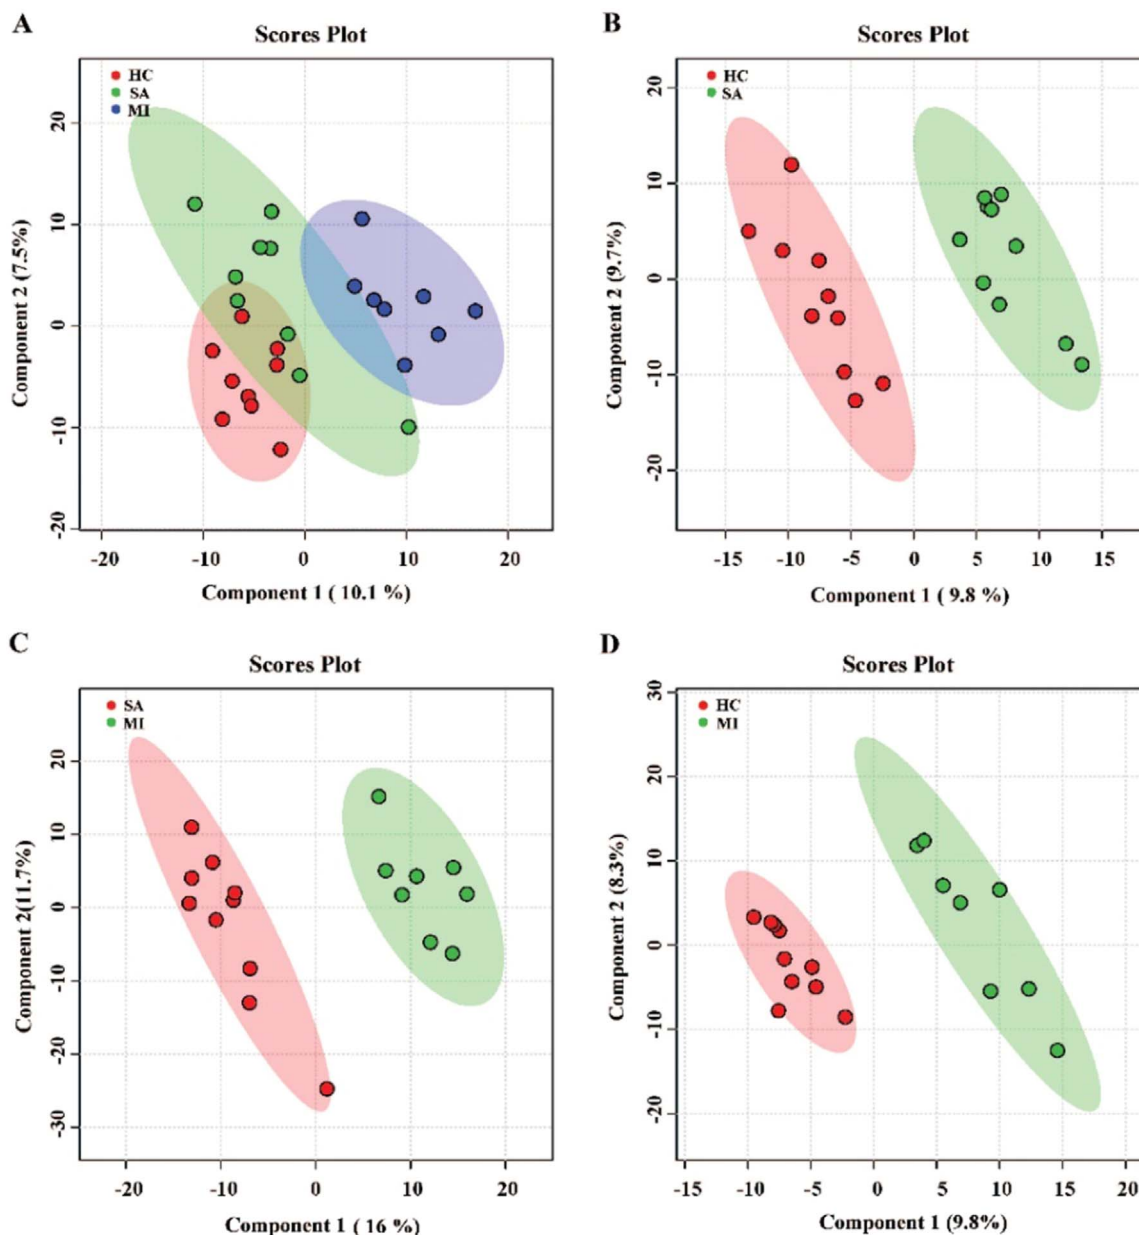 A
Scores Plot
HC
SA
MI
Component 2 (7.5%)
20
10
0
-10
-20
-20
-10
0
10
20
Component 1 ( 10.1 %)
B
Scores Plot
HC
SA
Component 2 (9.7%)
20
10
0
-10
-20
-15
-10
-5
0
5
10
15
Component 1 ( 9.8 %)
C
Scores Plot
SA
MI
Component 2(11.7%)
20
10
0
-10
-20
-30
-20
-10
0
10
20
Component 1 ( 16 %)
D
Scores Plot
HC
MI
Component 2 (8.3%)
30
20
10
0
-10
-20
-15
-10
-5
0
5
10
15
20
Component 1 (9.8%)